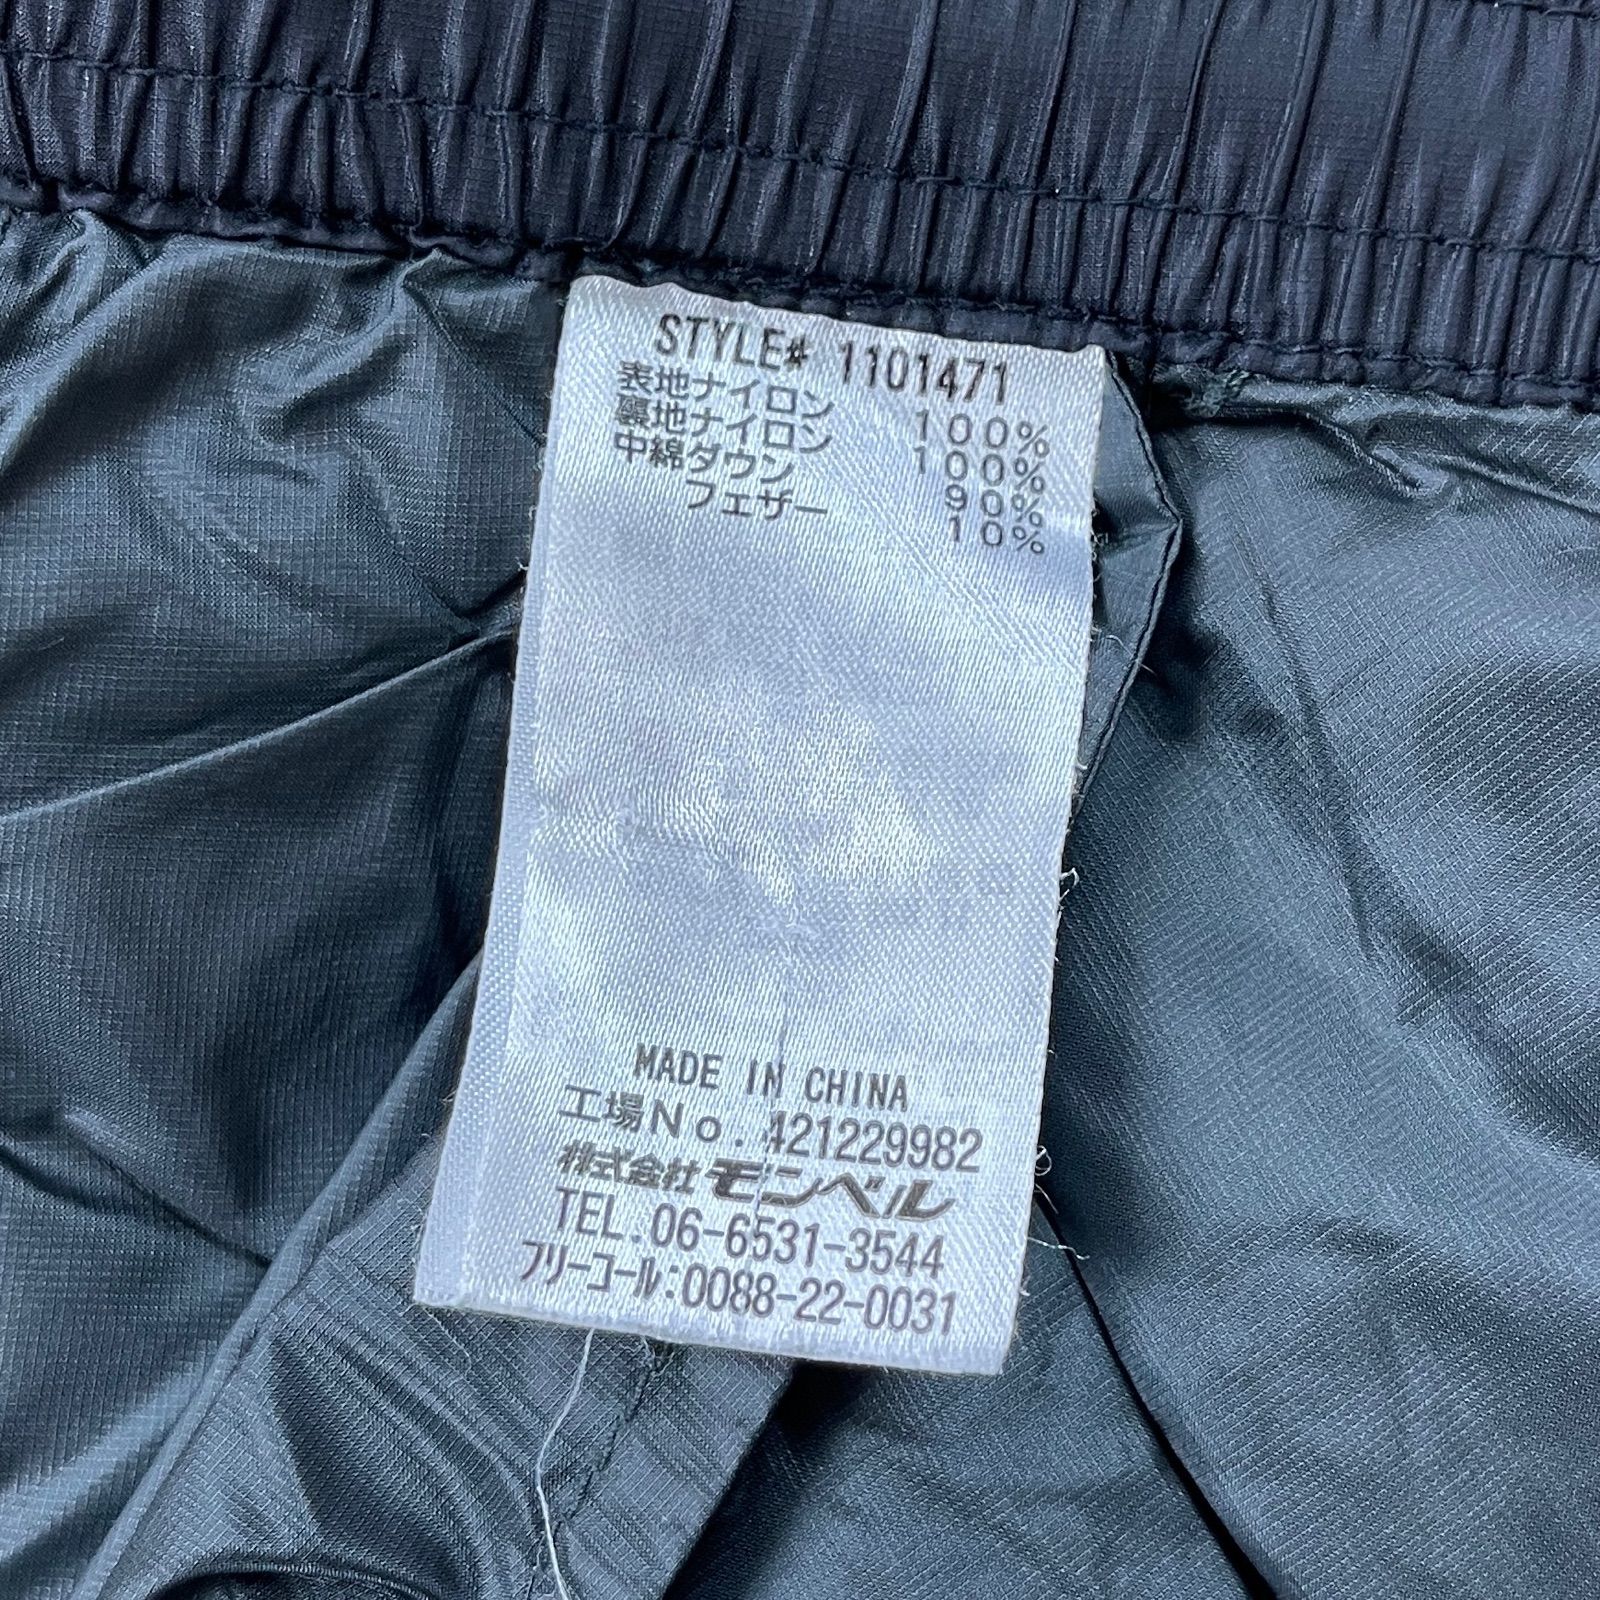 STYLE# 1101471
表地ナイロン 100%
裏地ナイロン 100%
中綿ダウン 90%
フェザー 10%
MADE IN CHINA
工場No. 421229982
株式会社モンベル
TEL.06-6531-3544
フリーコール:0088-22-0031